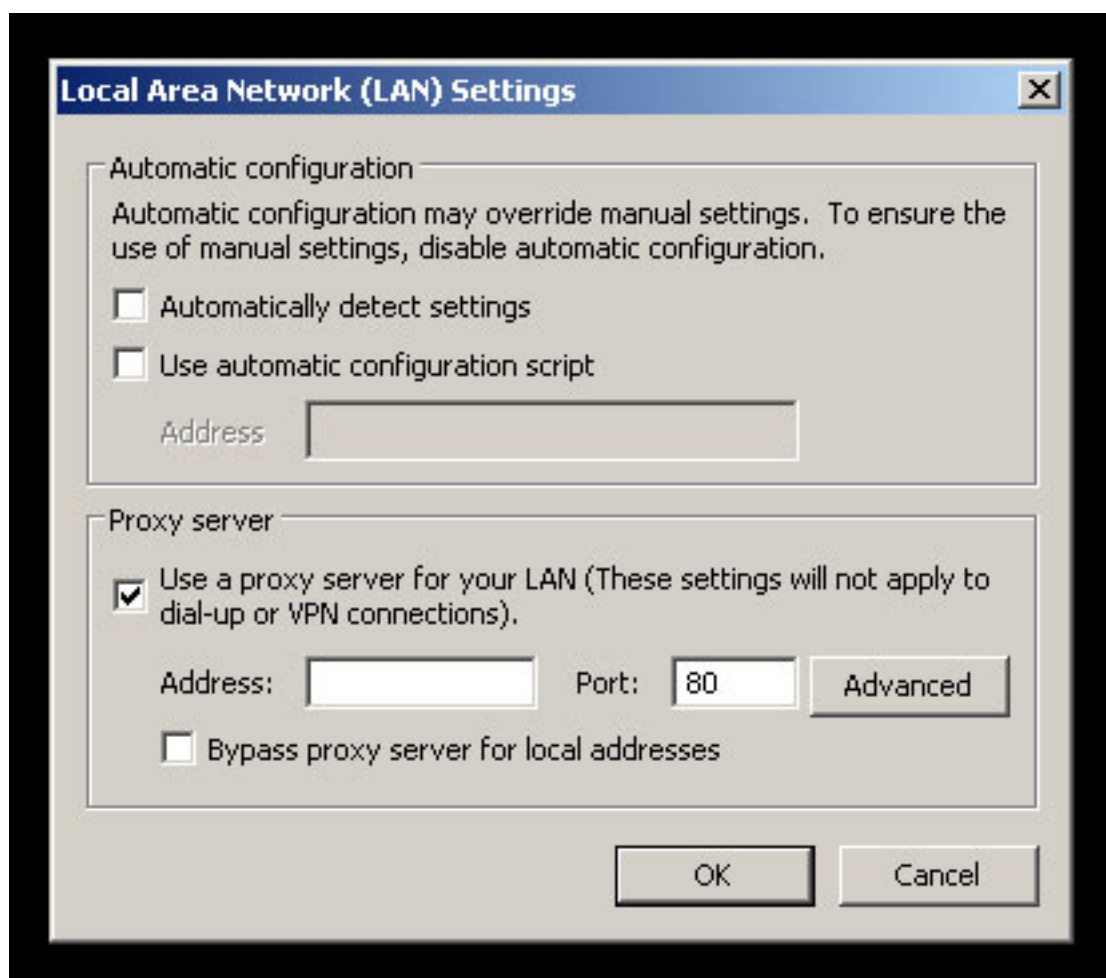 Local Area Network (LAN) Settings
Automatic configuration
Automatic configuration may override manual settings.  To ensure the
use of manual settings, disable automatic configuration.
Automatically detect settings
Use automatic configuration script
Address
Proxy server
Use a proxy server for your LAN (These settings will not apply to
dial-up or VPN connections).
Address: Port: 80 Advanced
Bypass proxy server for local addresses
OK Cancel